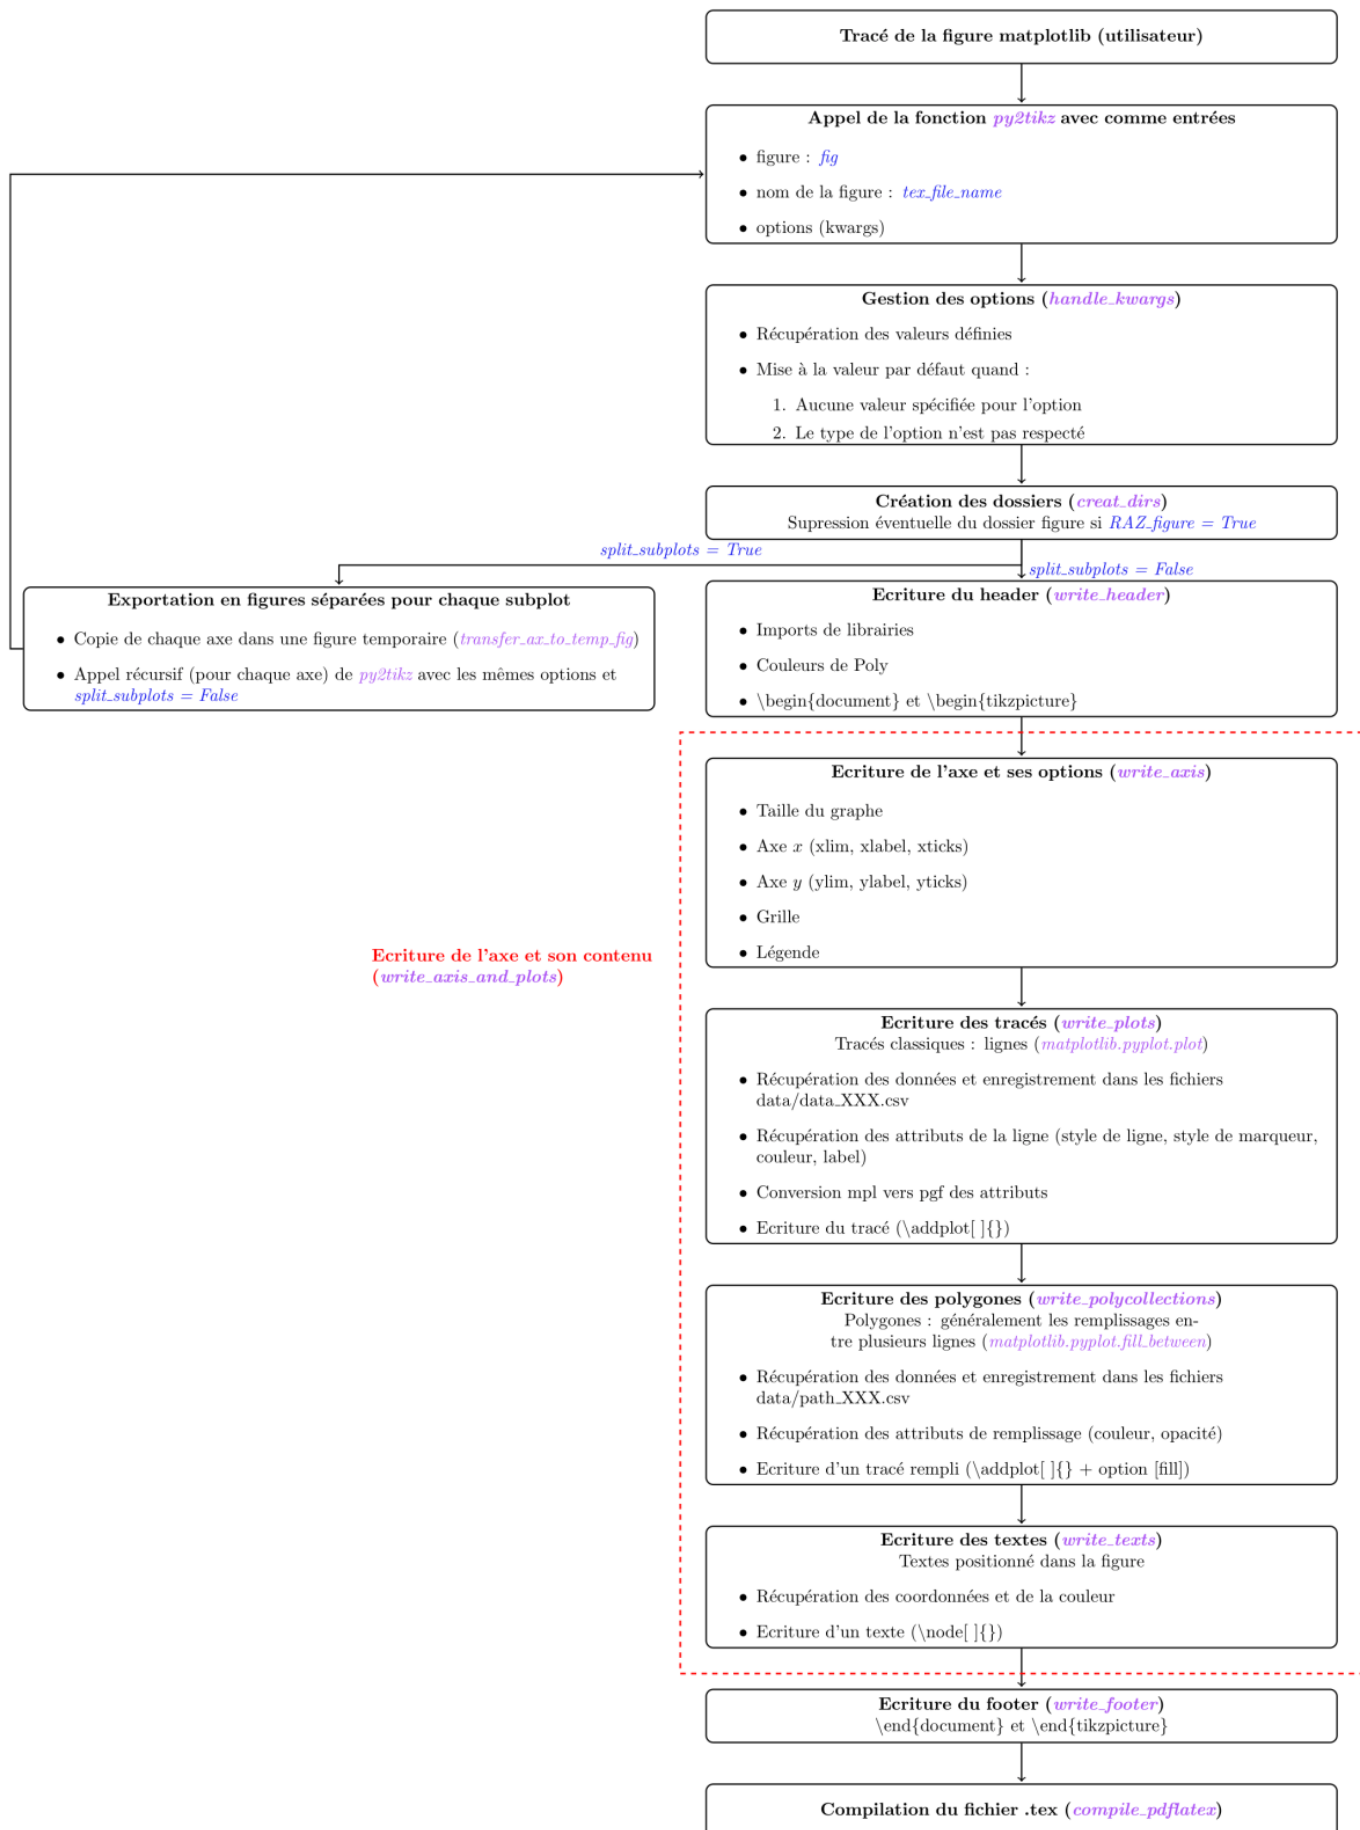 Tracé de la figure matplotlib (utilisateur)
Appel de la fonction py2tikz avec comme entrées
• figure : fig
• nom de la figure : tex_file_name
• options (kwargs)
Gestion des options (handle_kwargs)
• Récupération des valeurs définies
• Mise à la valeur par défaut quand :
1. Aucune valeur spécifiée pour l'option
2. Le type de l'option n'est pas respecté
Création des dossiers (creat_dirs)
Supression éventuelle du dossier figure si RAZ_figure = True
split_subplots = True
split_subplots = False
Exportation en figures séparées pour chaque subplot
• Copie de chaque axe dans une figure temporaire (transfer_ax_to_temp_fig)
• Appel récursif (pour chaque axe) de py2tikz avec les mêmes options et
split_subplots = False
Ecriture du header (write_header)
• Imports de librairies
• Couleurs de Poly
• \begin{document} et \begin{tikzpicture}
Ecriture de l'axe et son contenu
(write_axis_and_plots)
Ecriture de l'axe et ses options (write_axis)
• Taille du graphe
• Axe x (xlim, xlabel, xticks)
• Axe y (ylim, ylabel, yticks)
• Grille
• Légende
Ecriture des tracés (write_plots)
Tracés classiques : lignes (matplotlib.pyplot.plot)
• Récupération des données et enregistrement dans les fichiers
data/data_XXX.csv
• Récupération des attributs de la ligne (style de ligne, style de marqueur,
couleur, label)
• Conversion mpl vers pgf des attributs
• Ecriture du tracé (\addplot[ ]{})
Ecriture des polygones (write_polycollections)
Polygones : généralement les remplissages en-
tre plusieurs lignes (matplotlib.pyplot.fill_between)
• Récupération des données et enregistrement dans les fichiers
data/path_XXX.csv
• Récupération des attributs de remplissage (couleur, opacité)
• Ecriture d'un tracé rempli (\addplot[ ]{} + option [fill])
Ecriture des textes (write_texts)
Textes positionné dans la figure
• Récupération des coordonnées et de la couleur
• Ecriture d'un texte (\node[ ]{})
Ecriture du footer (write_footer)
\end{document} et \end{tikzpicture}
Compilation du fichier .tex (compile_pdflatex)